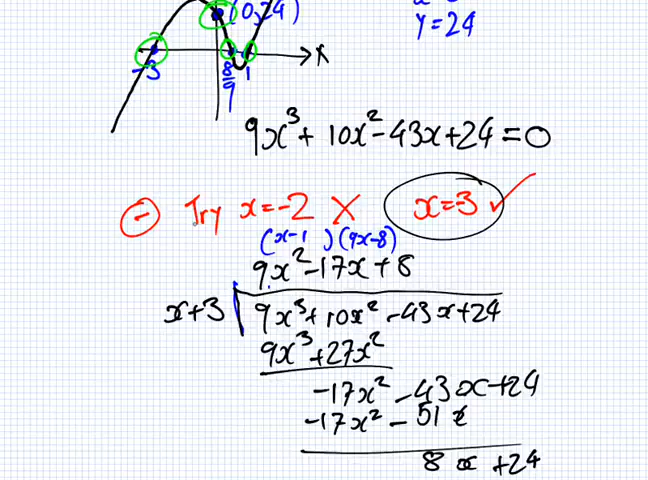 (0,24)
y=24
-3
8/9
1
x
9x³+10x²-43x+24=0
(-) Try x=-2 X x=-3 ✓
(x-1)(9x-8)
9x²-17x+8
x+3 9x³+10x²-43x+24
9x³+27x²
-17x²-43x+24
-17x²-51x
8x+24